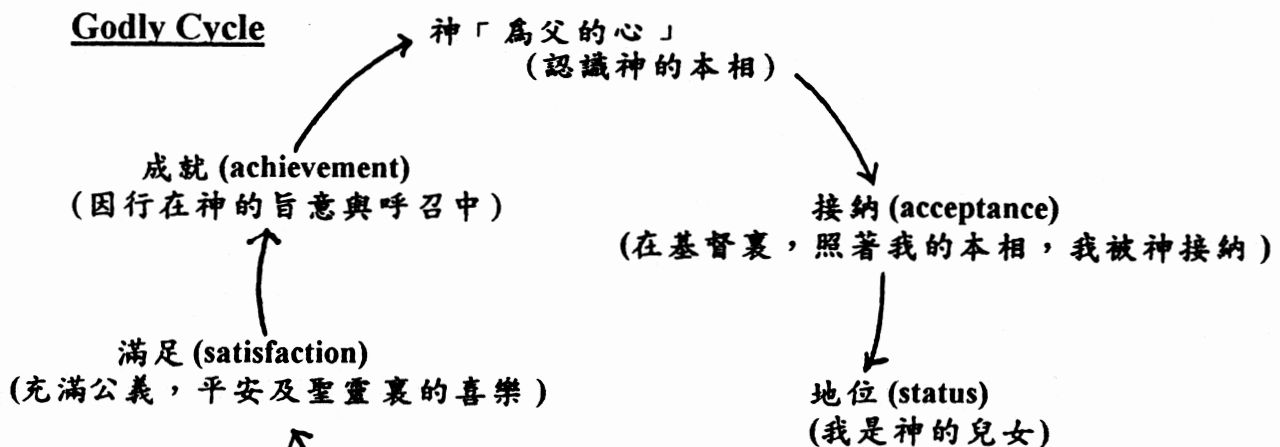 Godly Cycle
神「為父的心」
(認識神的本相)
成就 (achievement)
(因行在神的旨意與呼召中)
接納 (acceptance)
(在基督裏,照著我的本相,我被神接納)
滿足 (satisfaction)
(充滿公義,平安及聖靈裏的喜樂)
地位 (status)
(我是神的兒女)